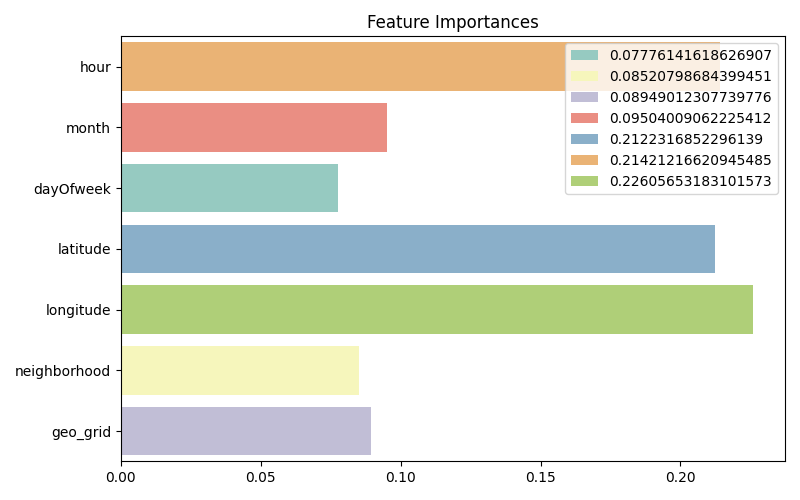 Feature Importances
hour
month
dayOfweek
latitude
longitude
neighborhood
geo_grid
0.07776141618626907
0.08520798684399451
0.08949012307739776
0.09504009062225412
0.2122316852296139
0.21421216620945485
0.22605653183101573
0.00 0.05 0.10 0.15 0.20